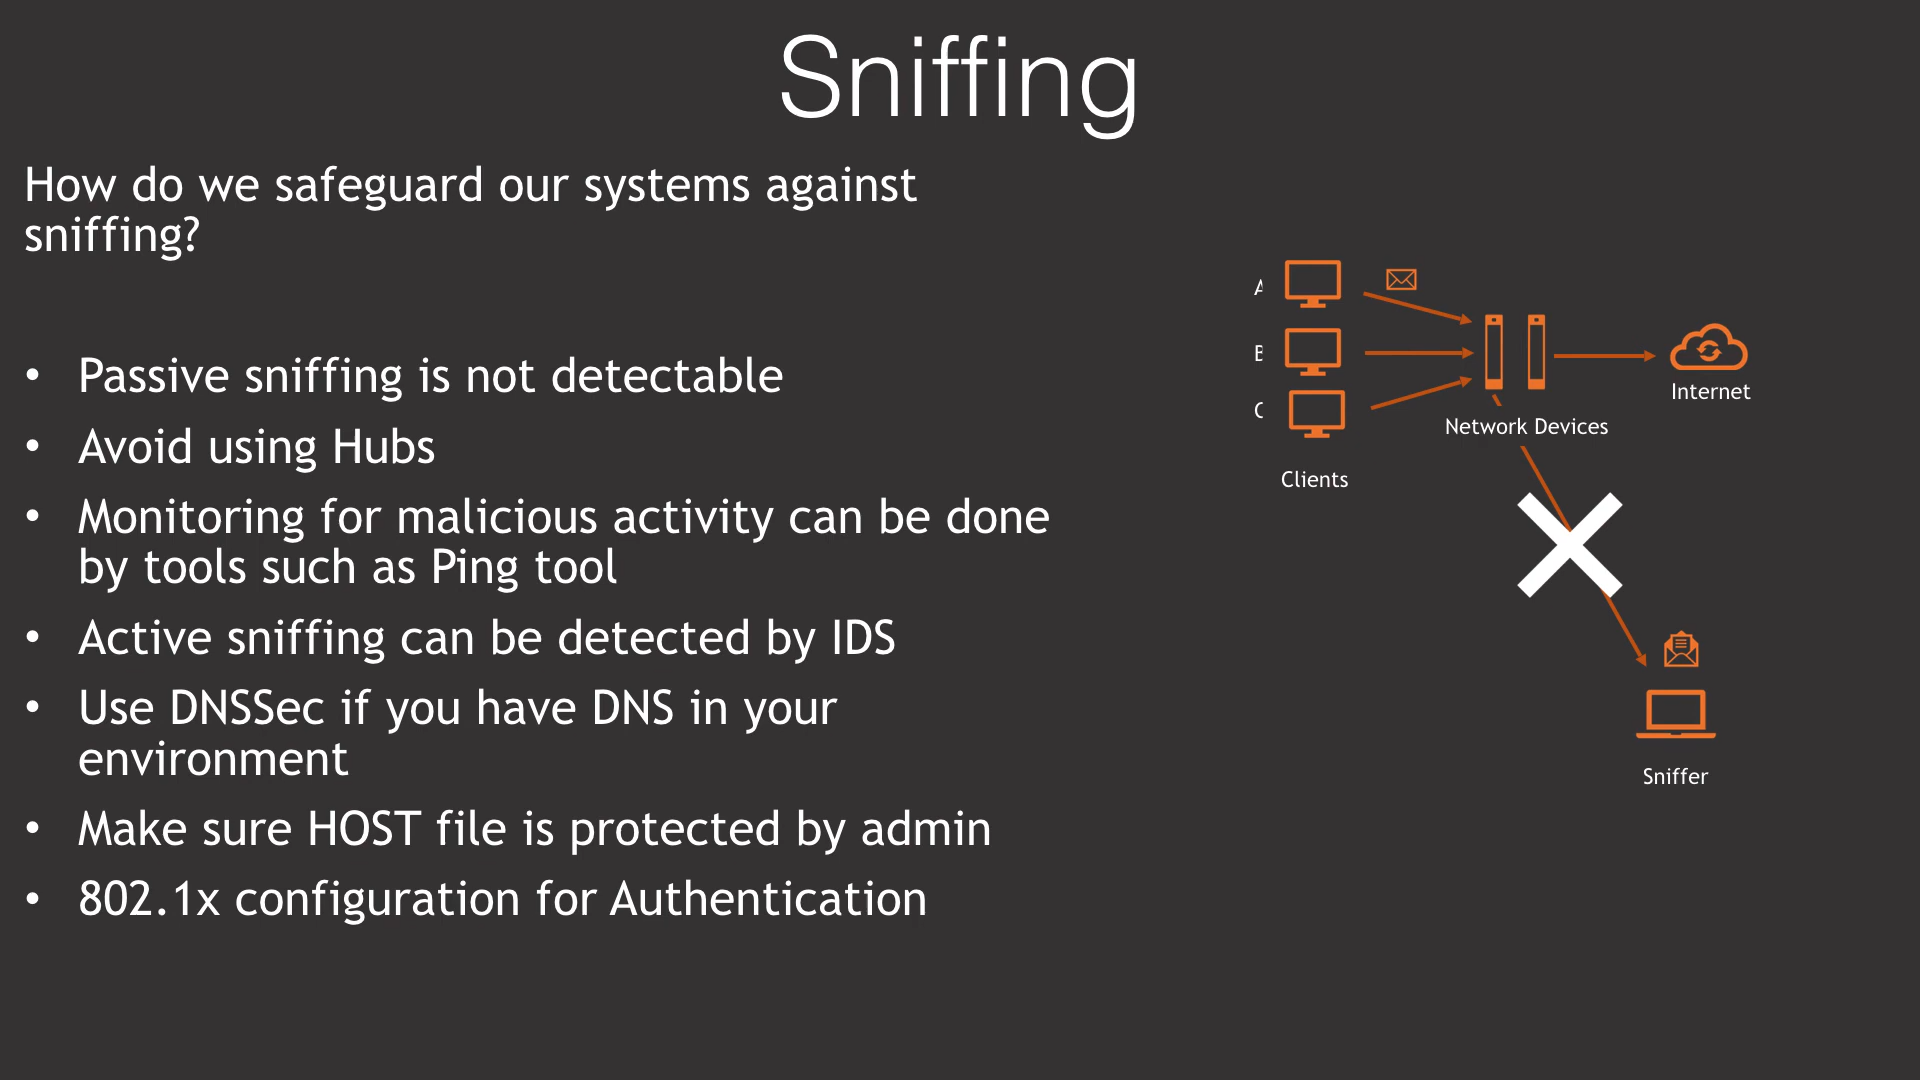 Sniffing
How do we safeguard our systems against
sniffing?
• Passive sniffing is not detectable
• Avoid using Hubs
• Monitoring for malicious activity can be done
by tools such as Ping tool
• Active sniffing can be detected by IDS
• Use DNSSec if you have DNS in your
environment
• Make sure HOST file is protected by admin
• 802.1x configuration for Authentication
A
B
C
Clients
Network Devices
Internet
Sniffer